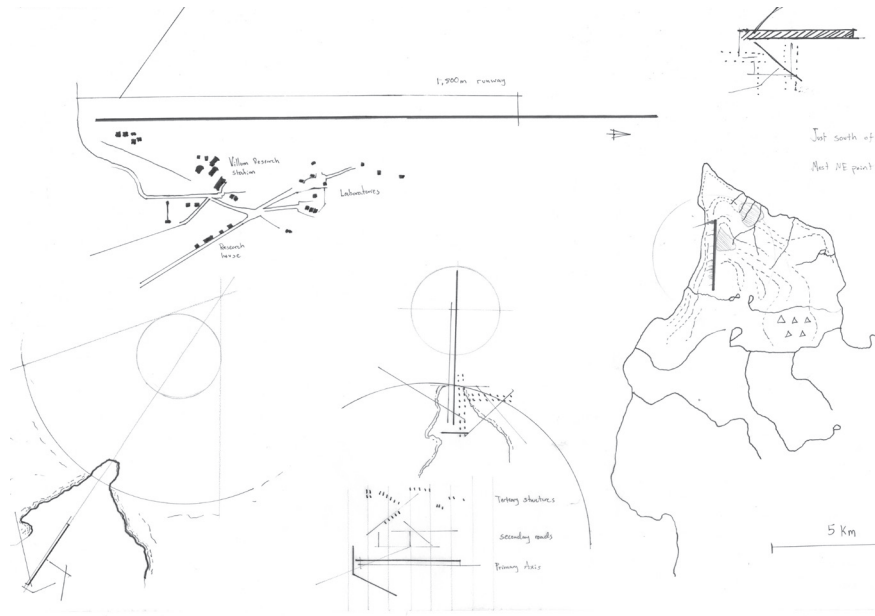 1,800m runway
Villum Research
station
Laboratories
Research
house
Just south of
Most NE point
Tertiary structures
secondary roads
Primary Axis
5 Km